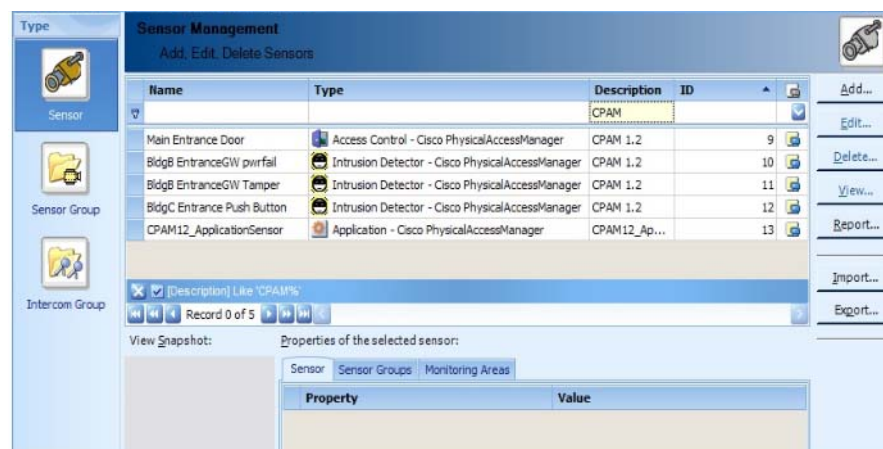 Type
Sensor
Sensor Group
Intercom Group
Sensor Management
Add, Edit, Delete Sensors
Name Type Description ID
CPAM
Main Entrance Door Access Control - Cisco PhysicalAccessManager CPAM 1.2 9
BldgB EntranceGW pwrfail Intrusion Detector - Cisco PhysicalAccessManager CPAM 1.2 10
BldgB EntranceGW Tamper Intrusion Detector - Cisco PhysicalAccessManager CPAM 1.2 11
BldgC Entrance Push Button Intrusion Detector - Cisco PhysicalAccessManager CPAM 1.2 12
CPAM12_ApplicationSensor Application - Cisco PhysicalAccessManager CPAM12_Ap... 13
[Description] Like 'CPAM%'
Record 0 of 5
View Snapshot: Properties of the selected sensor:
Sensor Sensor Groups Monitoring Areas
Property Value
Add...
Edit...
Delete...
View...
Report...
Import...
Export...